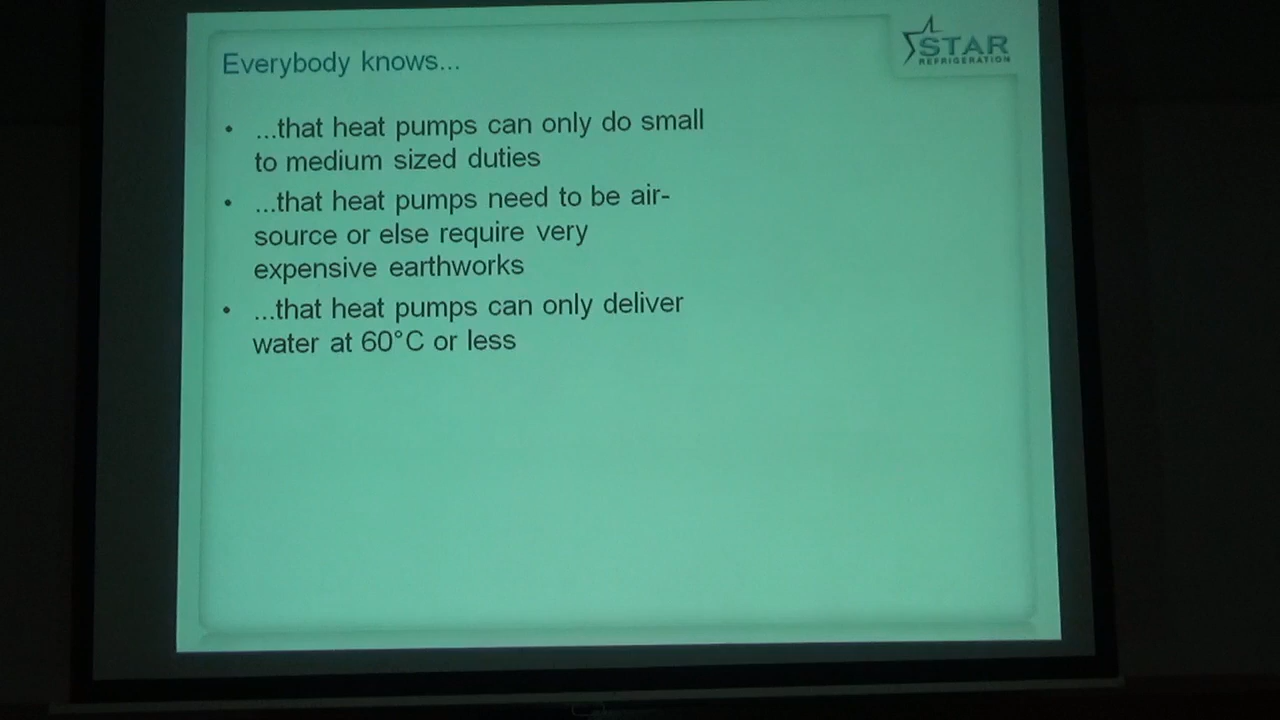 STAR
REFRIGERATION
Everybody knows...
• ...that heat pumps can only do small
to medium sized duties
• ...that heat pumps need to be air-
source or else require very
expensive earthworks
• ...that heat pumps can only deliver
water at 60°C or less